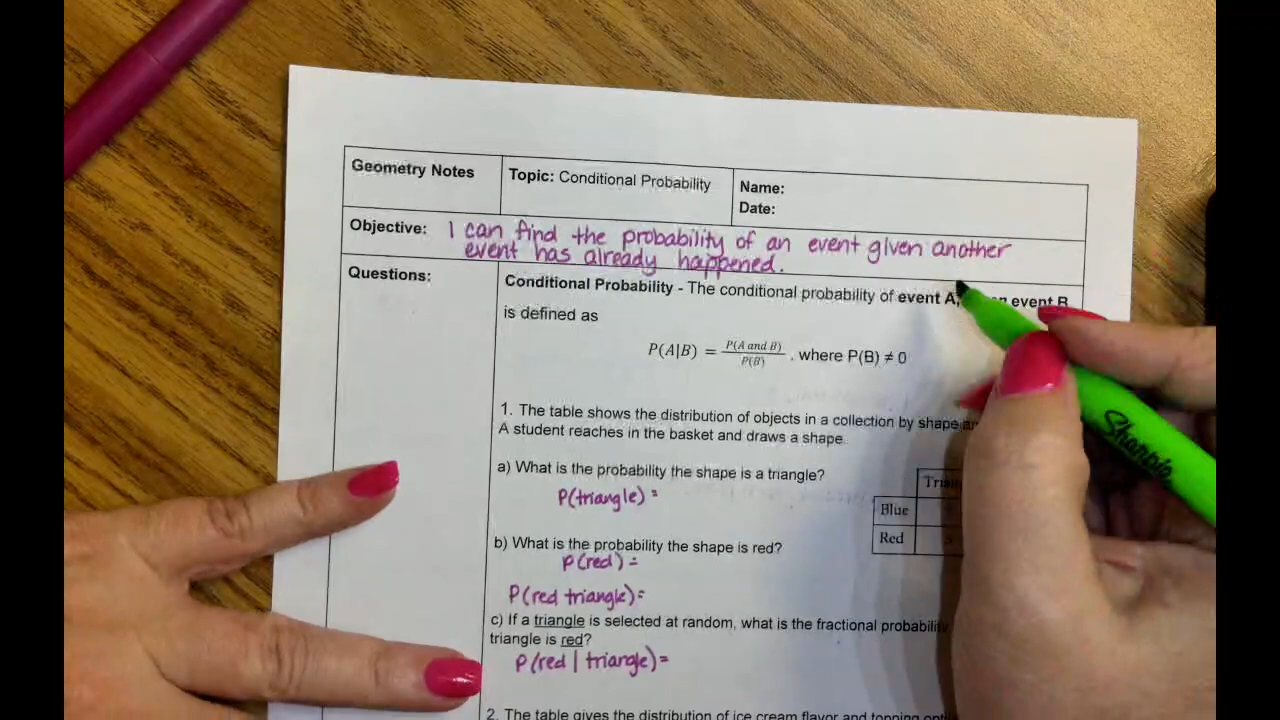 Geometry Notes
Topic: Conditional Probability
Name:
Date:
Objective: I can find the probability of an event given another
event has already happened.
Questions:
Conditional Probability - The conditional probability of event A, event B
is defined as
P(A|B) = P(A and B) / P(B) , where P(B) ≠ 0
1. The table shows the distribution of objects in a collection by shape
A student reaches in the basket and draws a shape.
a) What is the probability the shape is a triangle?
P(triangle) =
Blue
Red
b) What is the probability the shape is red?
P(red) =
P(red triangle) =
c) If a triangle is selected at random, what is the fractional probability
triangle is red?
P(red | triangle) =
2. The table gives the distribution of ice cream flavor and topping
Sharpie